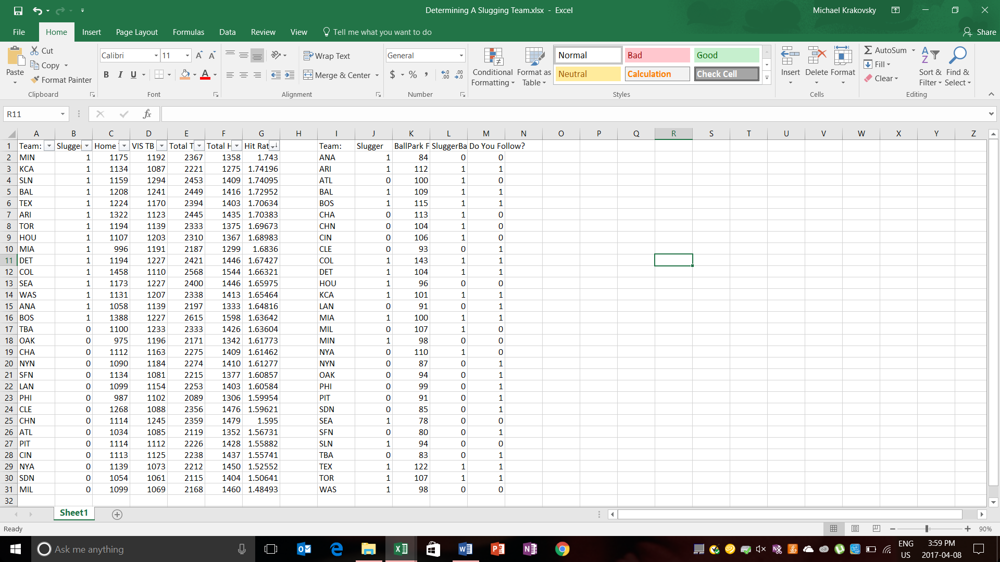 Determining A Slugging Team.xlsx - Excel
Michael Krakovsky
File Home Insert Page Layout Formulas Data Review View Tell me what you want to do Share
Paste Cut Copy Format Painter Clipboard
Calibri 11 B I U A Font
Wrap Text Merge & Center Alignment
General $ % , Number
Conditional Formatting Format as Table
Normal Bad Good
Neutral Calculation Check Cell
Styles
Insert Delete Format Cells
AutoSum Fill Clear Sort & Filter Find & Select Editing
R11 fx
A B C D E F G H I J K L M N O P Q R S T U V W X Y Z
1 Team: Slugger Home VIS TB Total T Total H Hit Rat Team: Slugger BallPark F SluggerBa Do You Follow?
2 MIN 1 1175 1192 2367 1358 1.743 ANA 1 84 0 0
3 KCA 1 1134 1087 2221 1275 1.74196 ARI 1 112 1 1
4 SLN 1 1159 1294 2453 1409 1.74095 ATL 0 100 1 0
5 BAL 1 1208 1241 2449 1416 1.72952 BAL 1 109 1 1
6 TEX 1 1224 1170 2394 1403 1.70634 BOS 1 115 1 1
7 ARI 1 1322 1123 2445 1435 1.70383 CHA 0 113 1 0
8 TOR 1 1194 1139 2333 1375 1.69673 CHN 0 104 1 0
9 HOU 1 1107 1203 2310 1367 1.68983 CIN 0 106 1 0
10 MIA 1 996 1191 2187 1299 1.6836 CLE 0 93 0 1
11 DET 1 1194 1227 2421 1446 1.67427 COL 1 143 1 1
12 COL 1 1458 1110 2568 1544 1.66321 DET 1 104 1 1
13 SEA 1 1173 1227 2400 1446 1.65975 HOU 1 96 0 0
14 WAS 1 1131 1207 2338 1413 1.65464 KCA 1 101 1 1
15 ANA 1 1058 1139 2197 1333 1.64816 LAN 0 91 0 1
16 BOS 1 1388 1227 2615 1598 1.63642 MIA 1 100 1 1
17 TBA 0 1100 1233 2333 1426 1.63604 MIL 0 107 1 0
18 OAK 0 975 1196 2171 1342 1.61773 MIN 1 98 0 0
19 CHA 0 1112 1163 2275 1409 1.61462 NYA 0 110 1 0
20 NYN 0 1090 1184 2274 1410 1.61277 NYN 0 87 0 1
21 SFN 0 1134 1081 2215 1377 1.60857 OAK 0 94 0 1
22 LAN 0 1099 1154 2253 1403 1.60584 PHI 0 99 0 1
23 PHI 0 987 1102 2089 1306 1.59954 PIT 0 91 0 1
24 CLE 0 1268 1088 2356 1476 1.59621 SDN 0 85 0 1
25 CHN 0 1114 1245 2359 1479 1.595 SEA 1 78 0 0
26 ATL 0 1034 1085 2119 1352 1.56731 SFN 0 80 0 1
27 PIT 0 1114 1112 2226 1428 1.55882 SLN 1 94 0 0
28 CIN 0 1113 1125 2238 1437 1.55741 TBA 0 83 0 1
29 NYA 0 1139 1073 2212 1450 1.52552 TEX 1 122 1 1
30 SDN 0 1054 1061 2115 1404 1.50641 TOR 1 107 1 1
31 MIL 0 1099 1069 2168 1460 1.48493 WAS 1 98 0 0
32
Sheet1
Ready 90%
Ask me anything
ENG US 3:59 PM 2017-04-08